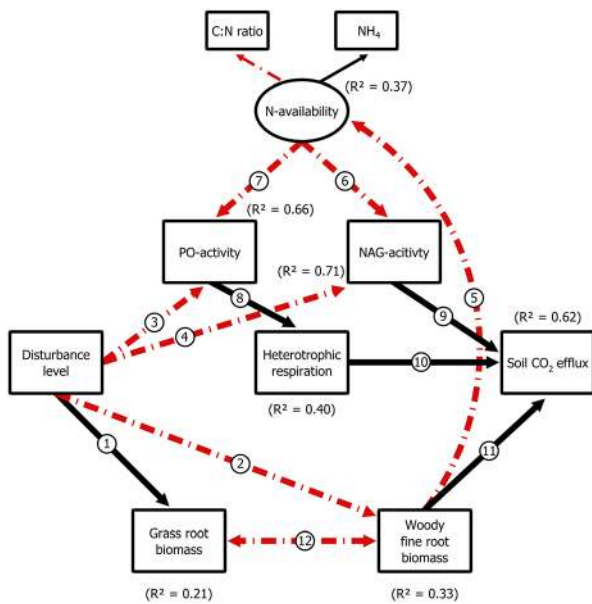 C:N ratio
NH₄
(R² = 0.37)
N-availability
7
6
(R² = 0.66)
PO-activity
NAG-acitivty
(R² = 0.71)
5
8
3
4
9
(R² = 0.62)
Disturbance
level
Heterotrophic
respiration
10
Soil CO₂ efflux
(R² = 0.40)
1
2
11
Grass root
biomass
12
Woody
fine root
biomass
(R² = 0.21)
(R² = 0.33)